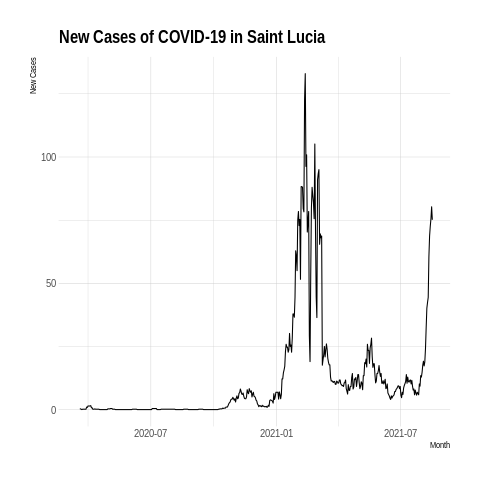 New Cases of COVID-19 in Saint Lucia
New Cases
100
50
0
2020-07
2021-01
2021-07
Month